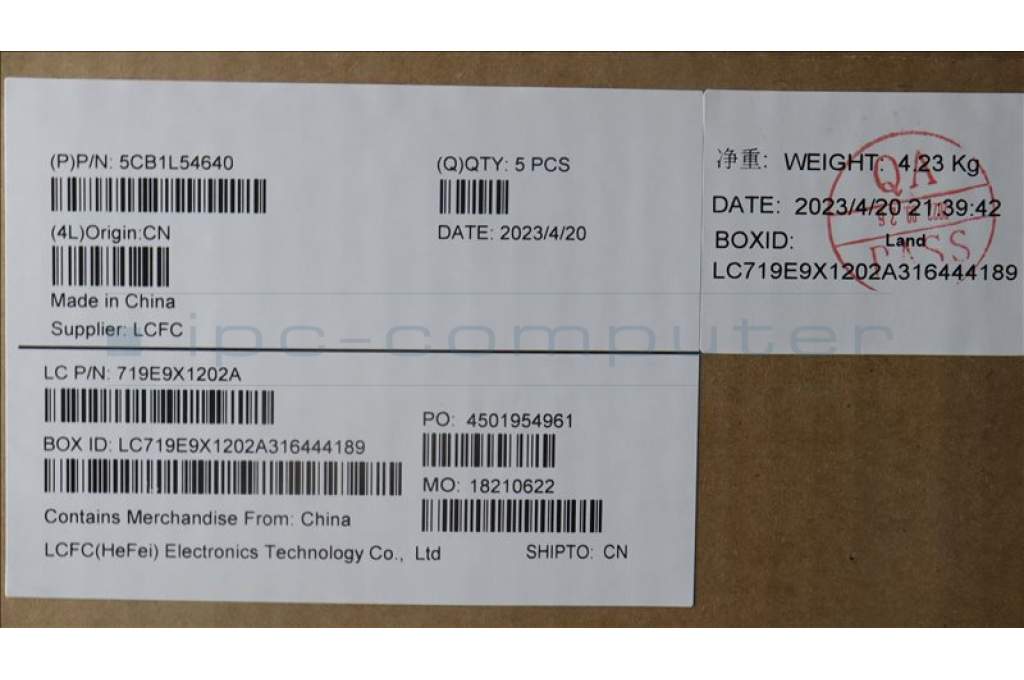 (P)P/N: 5CB1L54640
(Q)QTY: 5 PCS
(4L)Origin:CN
DATE: 2023/4/20
Made in China
Supplier: LCFC
LC P/N: 719E9X1202A
PO: 4501954961
BOX ID: LC719E9X1202A316444189
MO: 18210622
Contains Merchandise From: China
LCFC(HeFei) Electronics Technology Co., Ltd
SHIPTO: CN
净重: WEIGHT: 4.23 Kg
DATE: 2023/4/20 21:39:42
BOXID: Land
LC719E9X1202A316444189
QA
PASS
ipc-computer